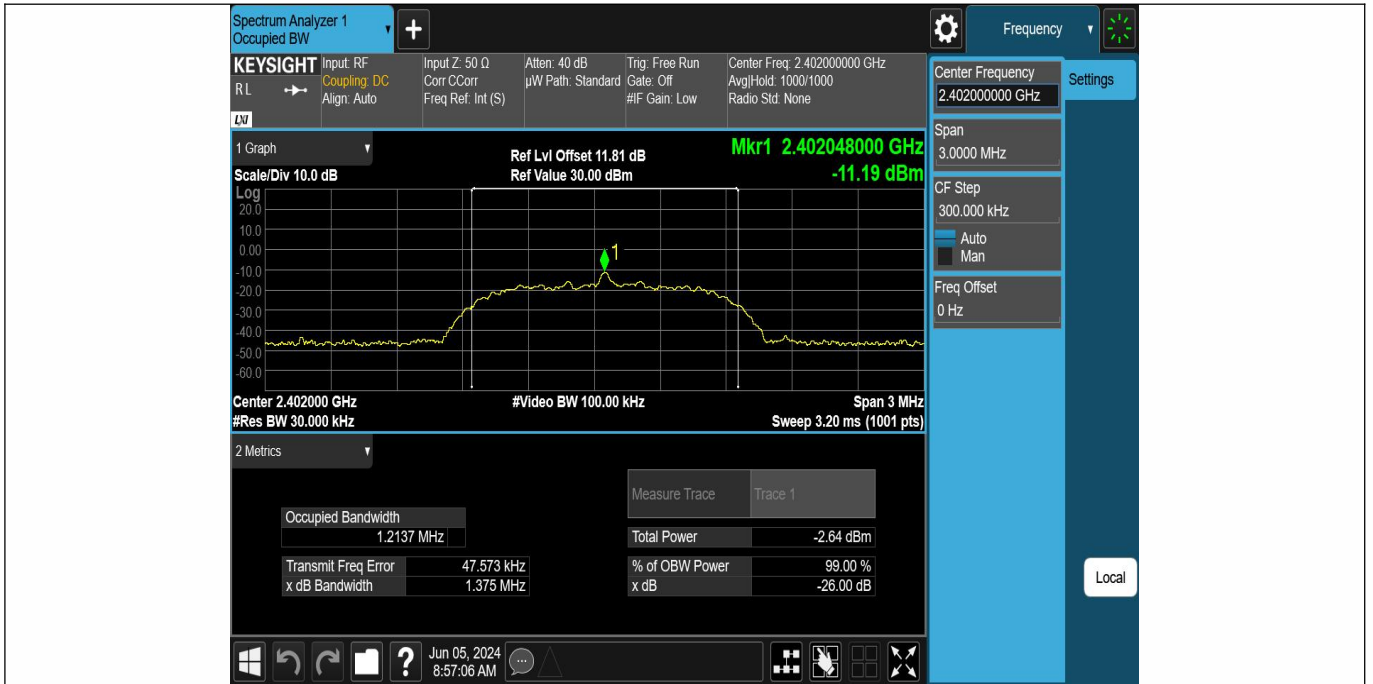 Spectrum Analyzer 1
Occupied BW
Frequency
KEYSIGHT
RL
LXI
Input: RF
Coupling: DC
Align: Auto
Input Z: 50 Ω
Corr CCorr
Freq Ref: Int (S)
Atten: 40 dB
µW Path: Standard
Trig: Free Run
Gate: Off
#IF Gain: Low
Center Freq: 2.402000000 GHz
Avg|Hold: 1000/1000
Radio Std: None
Center Frequency
2.402000000 GHz
Settings
Span
3.0000 MHz
CF Step
300.000 kHz
Auto
Man
Freq Offset
0 Hz
Local
1 Graph
Scale/Div 10.0 dB
Ref Lvl Offset 11.81 dB
Ref Value 30.00 dBm
Mkr1 2.402048000 GHz
-11.19 dBm
Log
20.0
10.0
0.00
-10.0
-20.0
-30.0
-40.0
-50.0
-60.0
1
Center 2.402000 GHz
#Res BW 30.000 kHz
#Video BW 100.00 kHz
Span 3 MHz
Sweep 3.20 ms (1001 pts)
2 Metrics
Measure Trace Trace 1
Occupied Bandwidth
1.2137 MHz
Total Power -2.64 dBm
Transmit Freq Error 47.573 kHz
% of OBW Power 99.00 %
x dB Bandwidth 1.375 MHz
x dB -26.00 dB
Jun 05, 2024
8:57:06 AM